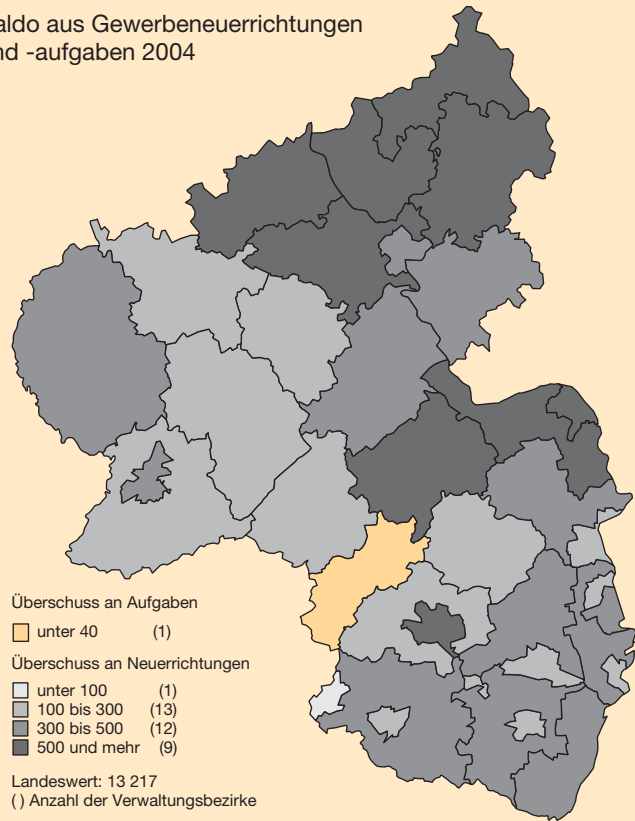 aldo aus Gewerbeneuerrichtungen
nd -aufgaben 2004
Überschuss an Aufgaben
unter 40 (1)
Überschuss an Neuerrichtungen
unter 100 (1)
100 bis 300 (13)
300 bis 500 (12)
500 und mehr (9)
Landeswert: 13 217
( ) Anzahl der Verwaltungsbezirke